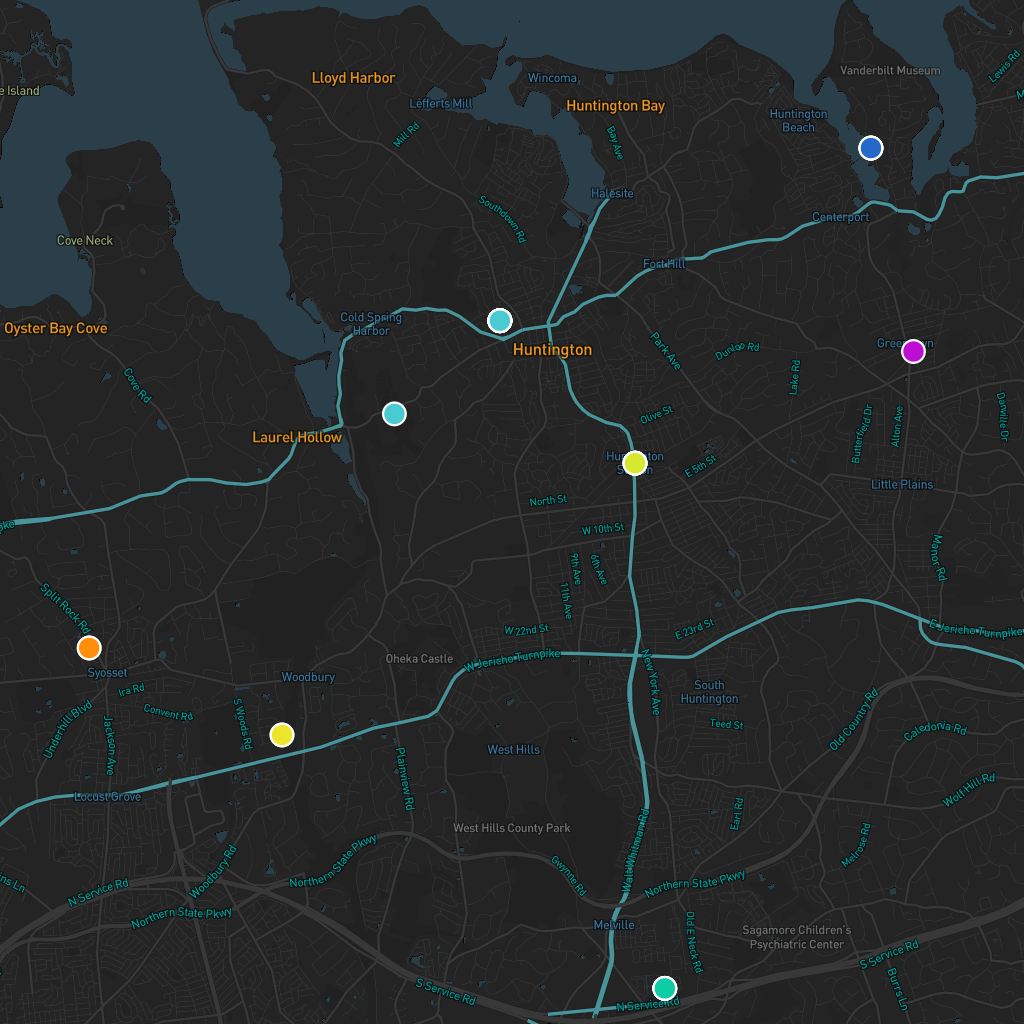 Lewis Rd
Vanderbilt Museum
Lloyd Harbor
Wincoma,
Lefferts Mill
Huntington Bay
Huntington
Beach
Mill Rd
Bay Ave
Halesite
Southdown Rd
Centerport
Cove Neck
Fort Hill
Cold Spring
Harbor
Oyster Bay Cove
Huntington
Park Ave
Dunlop Rd
Lake Rd
Cove Rd
Laurel Hollow
Olive St
Butterfield Dr
Alton Ave
Danville Dr
E 5th St
Little Plains
North St
W 10th St
Manor Rd
9th Ave
6th Ave
11th Ave
Split Rock Rd
W 22nd St
E 23rd St
E Jericho Turnpike
Oheka Castle
W Jericho Turnpike
New York Ave
Syosset
Woodbury
Ira Rd
South
Huntington
Underhill Blvd
Jackson Ave
Convent Rd
S Woods Rd
Teed St
Old Country Rd
Caledonia Rd
West Hills
Plainview Rd
Locust Grove
Wolf Hill Rd
West Hills County Park
Walt Whitman Rd
Earl Rd
Melrose Rd
Woodbury Rd
Northern State Pkwy
Gwynne Rd
Northern State Pkwy
N Service Rd
Northern State Pkwy
Melville
Old E Neck Rd
Sagamore Children's
Psychiatric Center
S Service Rd
S Service Rd
N Service Rd
Burrs Ln